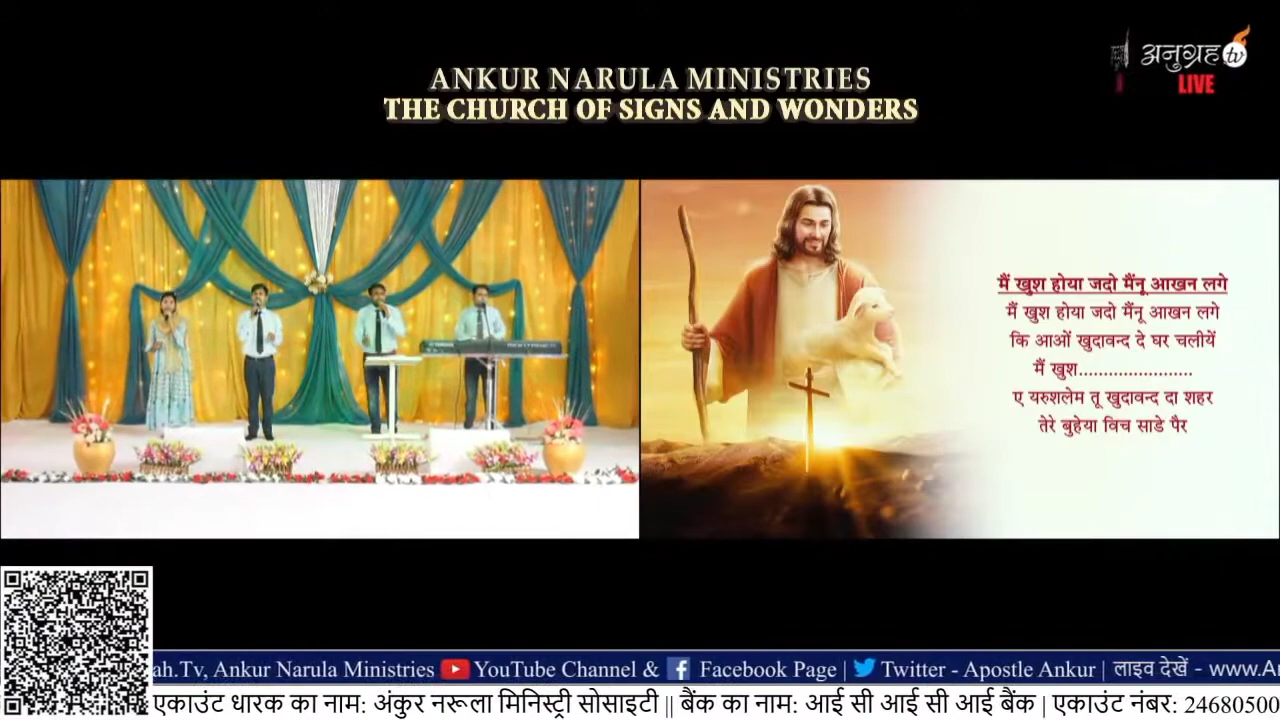 ANKUR NARULA MINISTRIES
THE CHURCH OF SIGNS AND WONDERS
अनुग्रह tv
LIVE
मैं खुश होया जदो मैंनू आखन लगे
मैं खुश होया जदो मैंनू आखन लगे
कि आओं खुदावन्द दे घर चलीयें
मैं खुश.......................
ए यरुशलेम तू खुदावन्द दा शहर
तेरे बुहेया विच साडे पैर
ah.Tv, Ankur Narula Ministries YouTube Channel & Facebook Page | Twitter - Apostle Ankur | लाइव देखें - www.An
एकाउंट धारक का नाम: अंकुर नरूला मिनिस्ट्री सोसाइटी || बैंक का नाम: आई सी आई सी आई बैंक | एकाउंट नंबर: 24680500